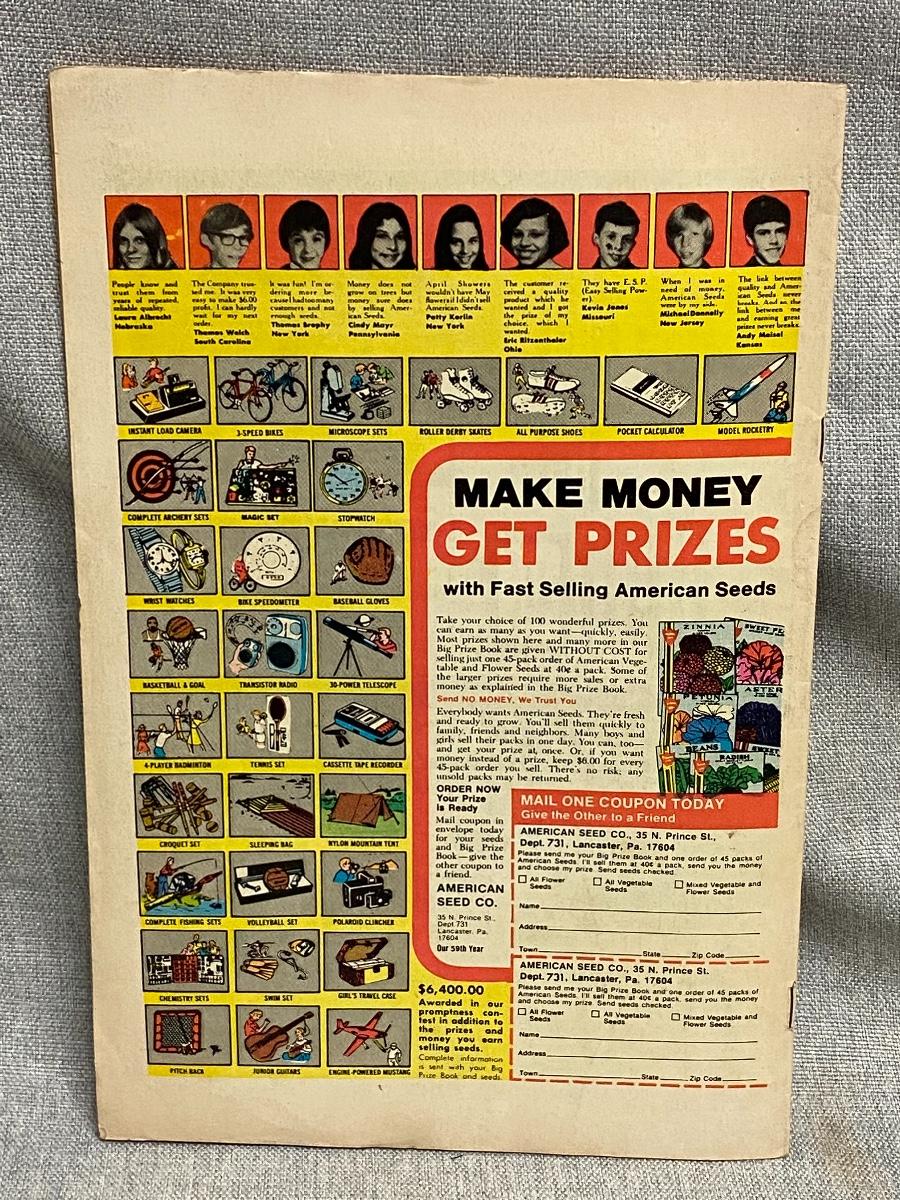 People know and
trust them from
years of repeated,
reliable quality.
Laura Albrecht
Nebraska
The Company trus-
ted me. It was very
easy to make $6.00
profit. I can hardly
wait for my next
order.
Thomas Welch
South Carolina
It was fun! I'm or-
dering more be-
cause I had too many
customers and not
enough seeds.
Thomas Brophy
New York
Money does not
grow on trees but
money sure does
by selling Amer-
ican Seeds.
Cindy Mayr
Pennsylvania
April Showers
wouldn't have May
flowers if I didn't sell
American Seeds.
Patty Karlin
New York
The customer re-
ceived a quality
product which he
wanted and I got
the prize of my
choice, which I
wanted.
Eric Ritzenthaler
Ohio
They have E.S.P.
(Easy Selling Pow-
er).
Kevin Jones
Missouri
When I was in
need of money,
American Seeds
were by my side.
Michael Donnelly
New Jersey
The link between
quality and Amer-
ican Seeds never
breaks. And so, the
link between me
and earning great
prizes never breaks.
Andy Maisel
Kansas
INSTANT LOAD CAMERA
3-SPEED BIKES
MICROSCOPE SETS
ROLLER DERBY SKATES
ALL PURPOSE SHOES
POCKET CALCULATOR
MODEL ROCKETRY
COMPLETE ARCHERY SETS
MAGIC SET
STOPWATCH
WRIST WATCHES
BIKE SPEEDOMETER
BASEBALL GLOVES
BASKETBALL & GOAL
TRANSISTOR RADIO
30-POWER TELESCOPE
4-PLAYER BADMINTON
TENNIS SET
CASSETTE TAPE RECORDER
CROQUET SET
SLEEPING BAG
NYLON MOUNTAIN TENT
COMPLETE FISHING SETS
VOLLEYBALL SET
POLAROID CLINCHER
CHEMISTRY SETS
SWIM SET
GIRL'S TRAVEL CASE
PITCH BACK
JUNIOR GUITARS
ENGINE-POWERED MUSTANG
MAKE MONEY
GET PRIZES
with Fast Selling American Seeds
Take your choice of 100 wonderful prizes. You
can earn as many as you want—quickly, easily.
Most prizes shown here and many more in our
Big Prize Book are given WITHOUT COST for
selling just one 45-pack order of American Vege-
table and Flower Seeds at 40¢ a pack. Some of
the larger prizes require more sales or extra
money as explained in the Big Prize Book.
Send NO MONEY, We Trust You
Everybody wants American Seeds. They're fresh
and ready to grow. You'll sell them quickly to
family, friends and neighbors. Many boys and
girls sell their packs in one day. You can, too—
and get your prize at once. Or, if you want
money instead of a prize, keep $6.00 for every
45-pack order you sell. There's no risk; any
unsold packs may be returned.
ZINNIA
SWEET PE
PETUNIA
ASTER
BEANS
RADISH
SWEET
ORDER NOW
Your Prize
is Ready
Mail coupon in
envelope today
for your seeds
and Big Prize
Book—give the
other coupon to
a friend.
AMERICAN
SEED CO.
35 N. Prince St.,
Dept 731
Lancaster, Pa.
17604
Our 59th Year
MAIL ONE COUPON TODAY
Give the Other to a Friend
AMERICAN SEED CO., 35 N. Prince St.,
Dept. 731, Lancaster, Pa. 17604
Please send me your Big Prize Book and one order of 45 packs of
American Seeds. I'll sell them at 40¢ a pack, send you the money
and choose my prize. Send seeds checked.
All Flower
Seeds
All Vegetable
Seeds
Mixed Vegetable and
Flower Seeds
Name
Address
Town State Zip Code
AMERICAN SEED CO., 35 N. Prince St.
Dept. 731, Lancaster, Pa. 17604
Please send me your Big Prize Book and one order of 45 packs of
American Seeds. I'll sell them at 40¢ a pack, send you the money
and choose my prize. Send seeds checked.
All Flower
Seeds
All Vegetable
Seeds
Mixed Vegetable and
Flower Seeds
Name
Address
Town State Zip Code
$6,400.00
Awarded in our
promptness con-
test in addition to
the prizes and
money you earn
selling seeds.
Complete information
is sent with your Big
Prize Book and seeds.